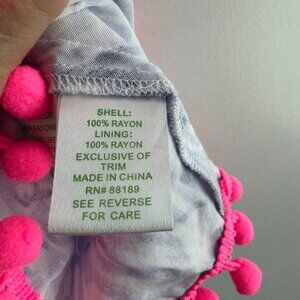 SHELL:
100% RAYON
LINING:
100% RAYON
EXCLUSIVE OF
TRIM
MADE IN CHINA
RN# 88189
SEE REVERSE
FOR CARE